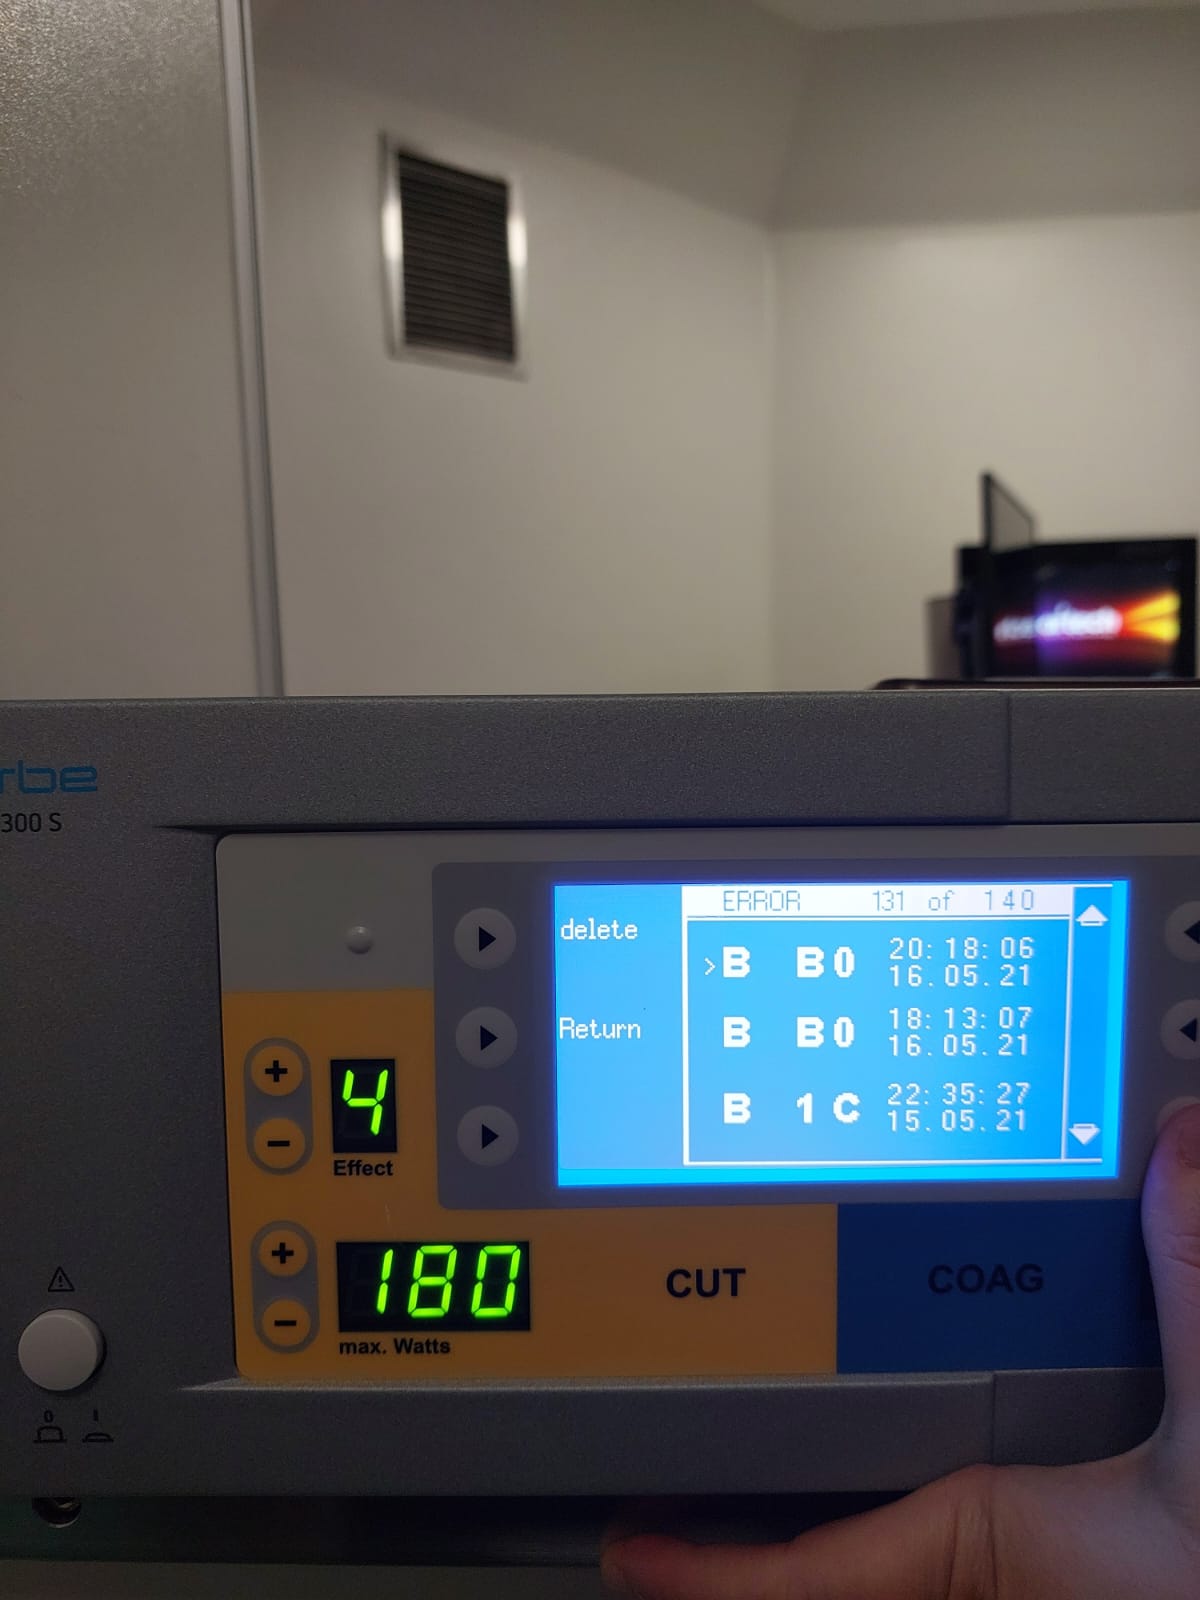 rbe
300 S
ERROR 131 of 140
delete
>B B0 20:18:06
16.05.21
Return
B B0 18:13:07
16.05.21
B 1C 22:35:27
15.05.21
+
4
-
Effect
+
180
-
max. Watts
CUT
COAG
0 I